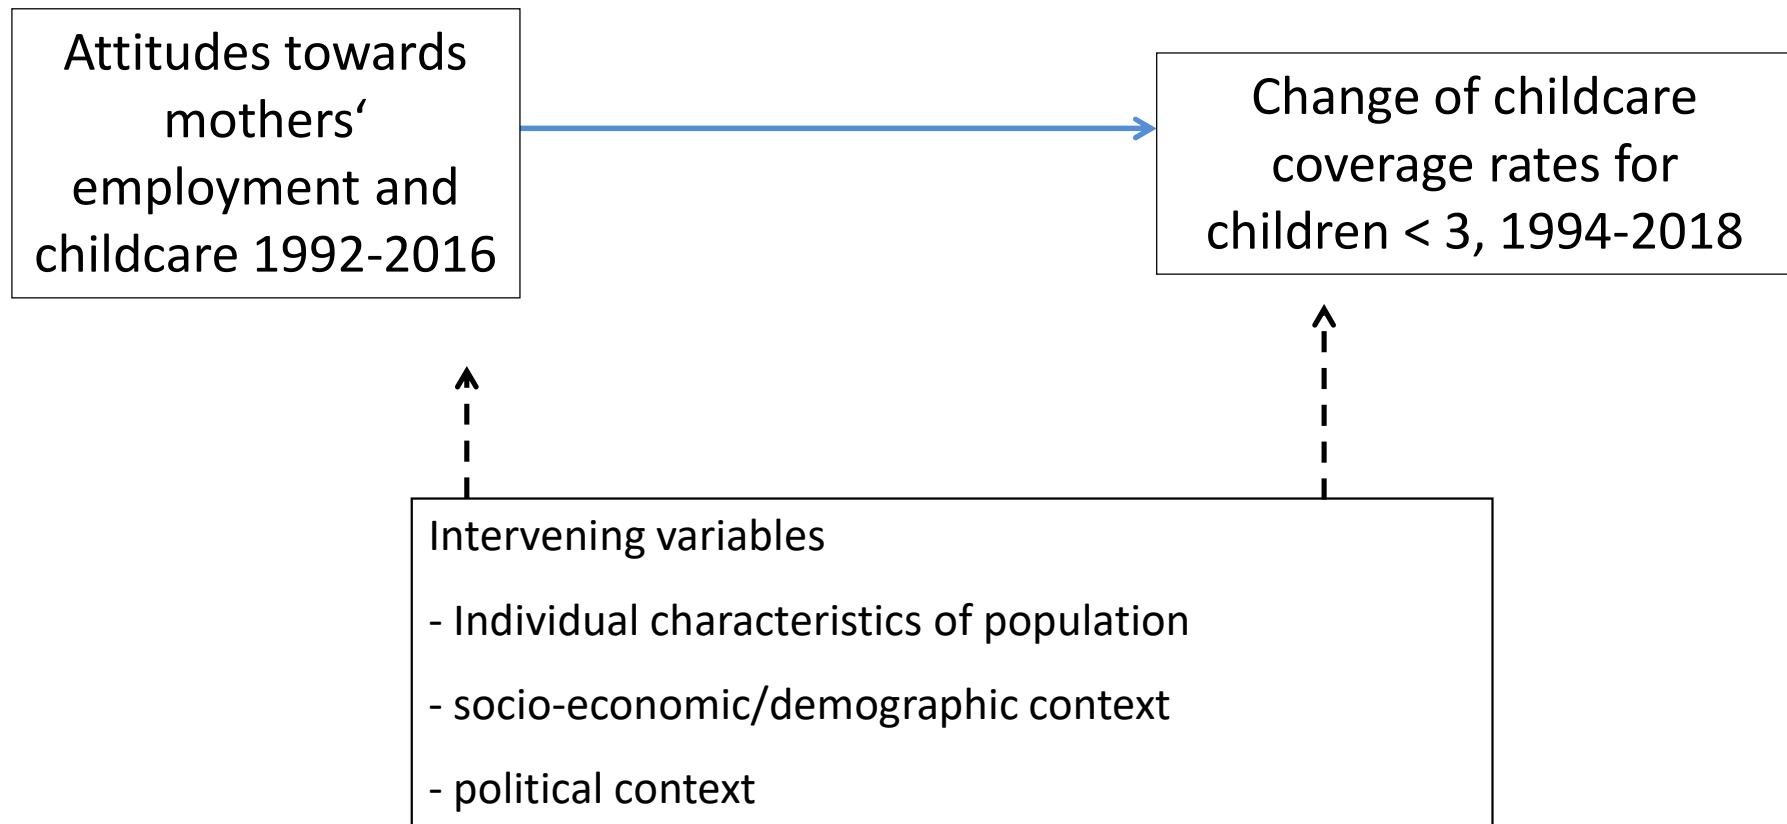 Attitudes towards
mothers‘
employment and
childcare 1992-2016
Change of childcare
coverage rates for
children < 3, 1994-2018
Intervening variables
- Individual characteristics of population
- socio-economic/demographic context
- political context